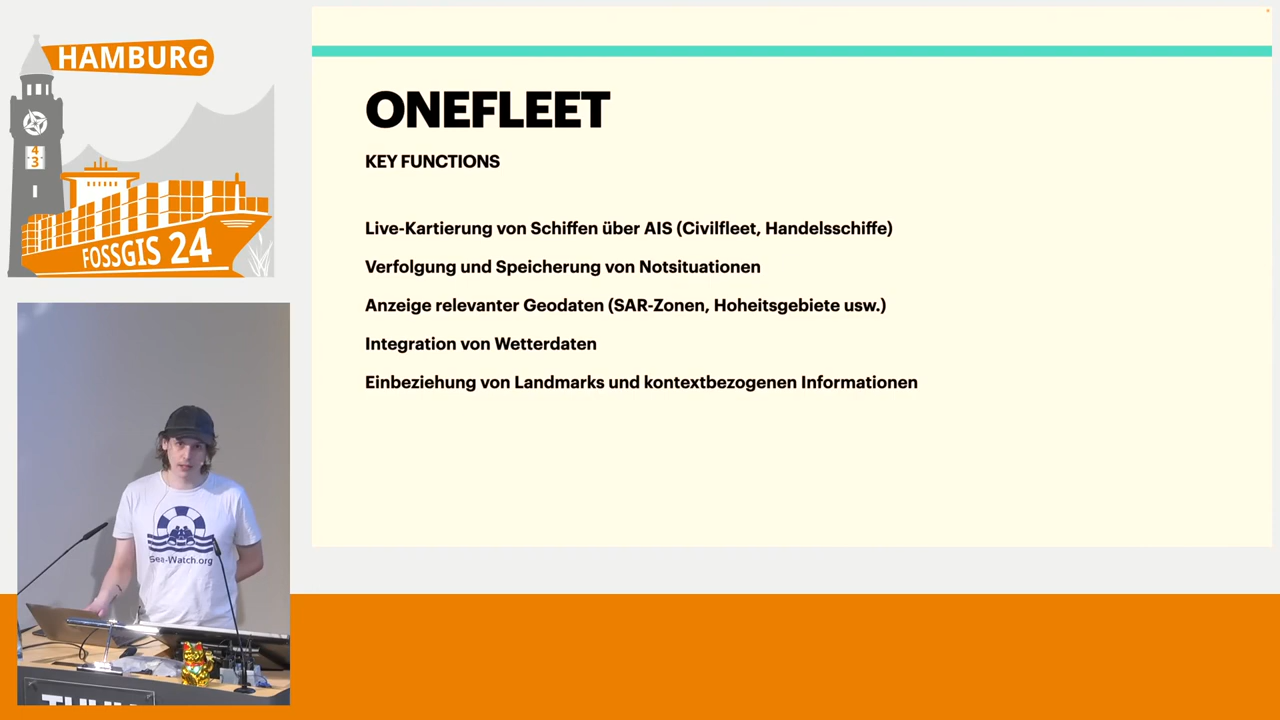 HAMBURG
4
3
FOSSGIS 24
ONEFLEET
KEY FUNCTIONS
Live-Kartierung von Schiffen über AIS (Civilfleet, Handelsschiffe)
Verfolgung und Speicherung von Notsituationen
Anzeige relevanter Geodaten (SAR-Zonen, Hoheitsgebiete usw.)
Integration von Wetterdaten
Einbeziehung von Landmarks und kontextbezogenen Informationen
Sea-Watch.org